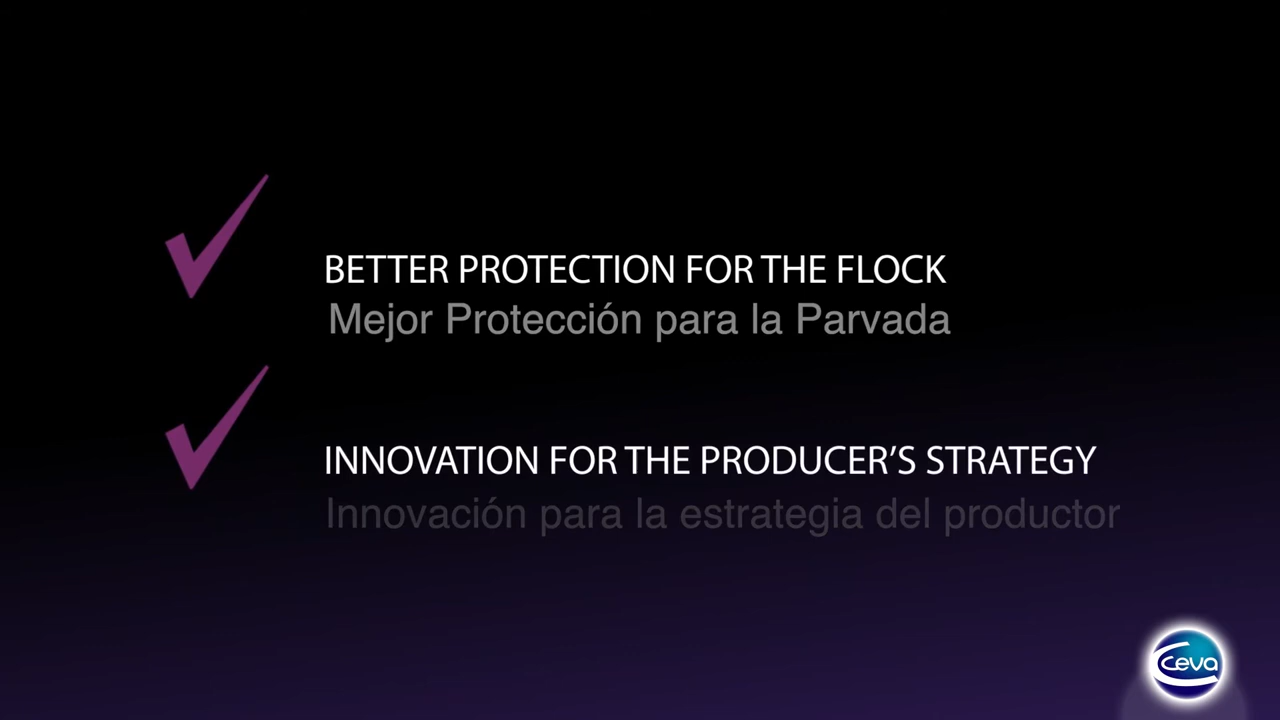 BETTER PROTECTION FOR THE FLOCK
Mejor Protección para la Parvada
INNOVATION FOR THE PRODUCER’S STRATEGY
Innovación para la estrategia del productor
Ceva